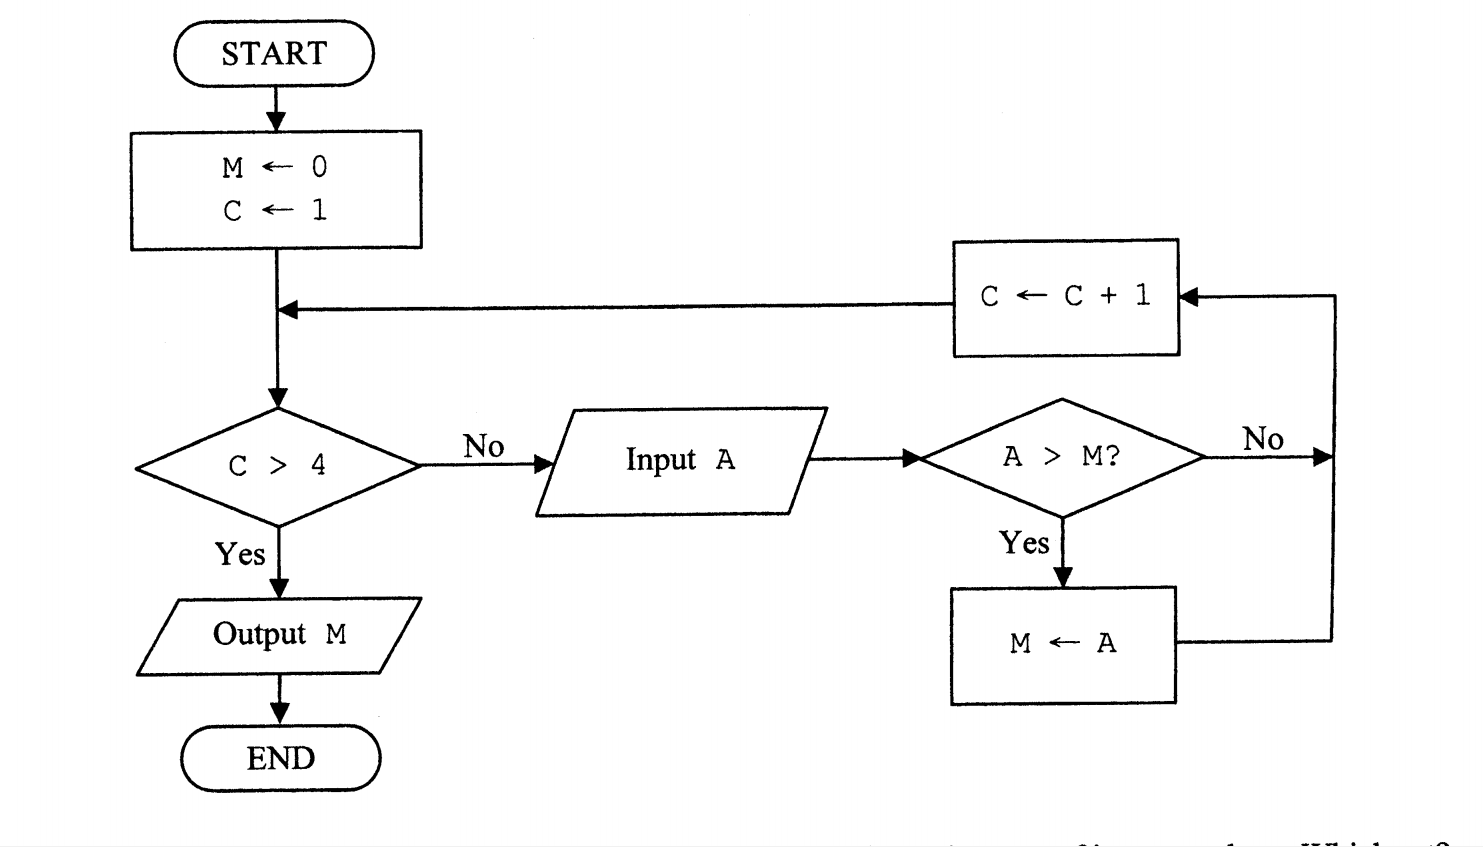 START
M ← 0
C ← 1
C ← C + 1
C > 4
No
Input A
A > M?
No
Yes
Yes
Output M
M ← A
END